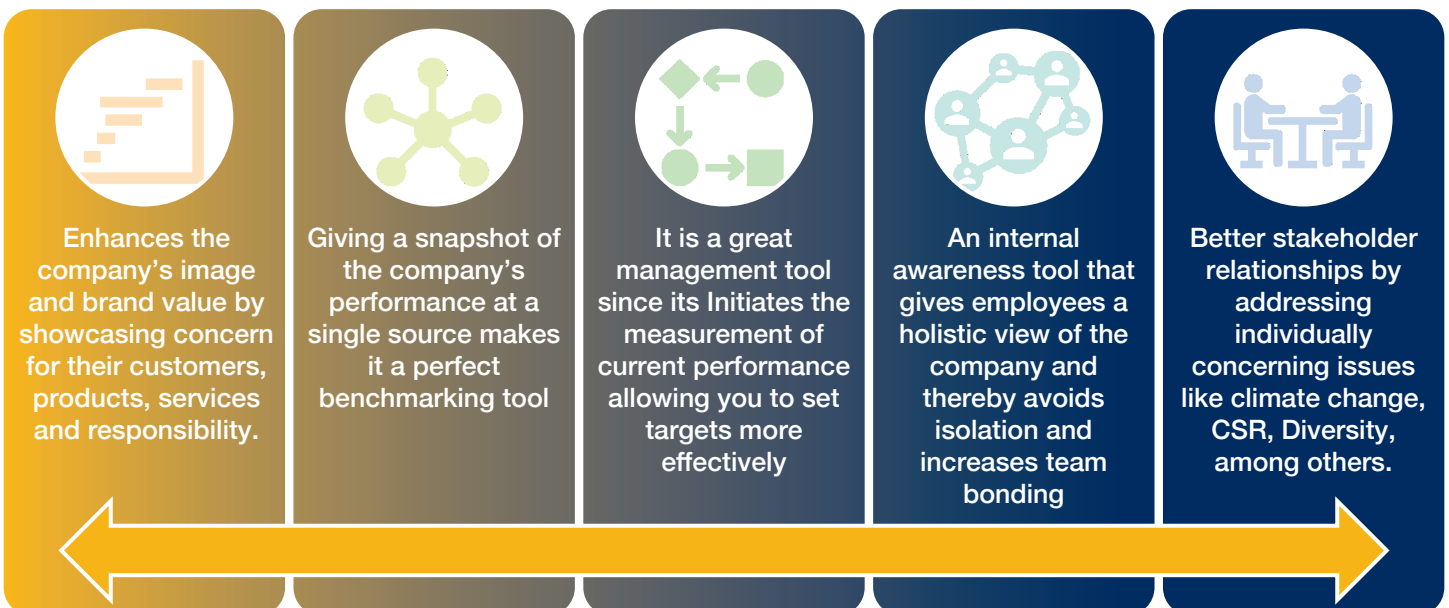 Enhances the
company’s image
and brand value by
showcasing concern
for their customers,
products, services
and responsibility.
Giving a snapshot of
the company’s
performance at a
single source makes
it a perfect
benchmarking tool
It is a great
management tool
since its Initiates the
measurement of
current performance
allowing you to set
targets more
effectively
An internal
awareness tool that
gives employees a
holistic view of the
company and
thereby avoids
isolation and
increases team
bonding
Better stakeholder
relationships by
addressing
individually
concerning issues
like climate change,
CSR, Diversity,
among others.